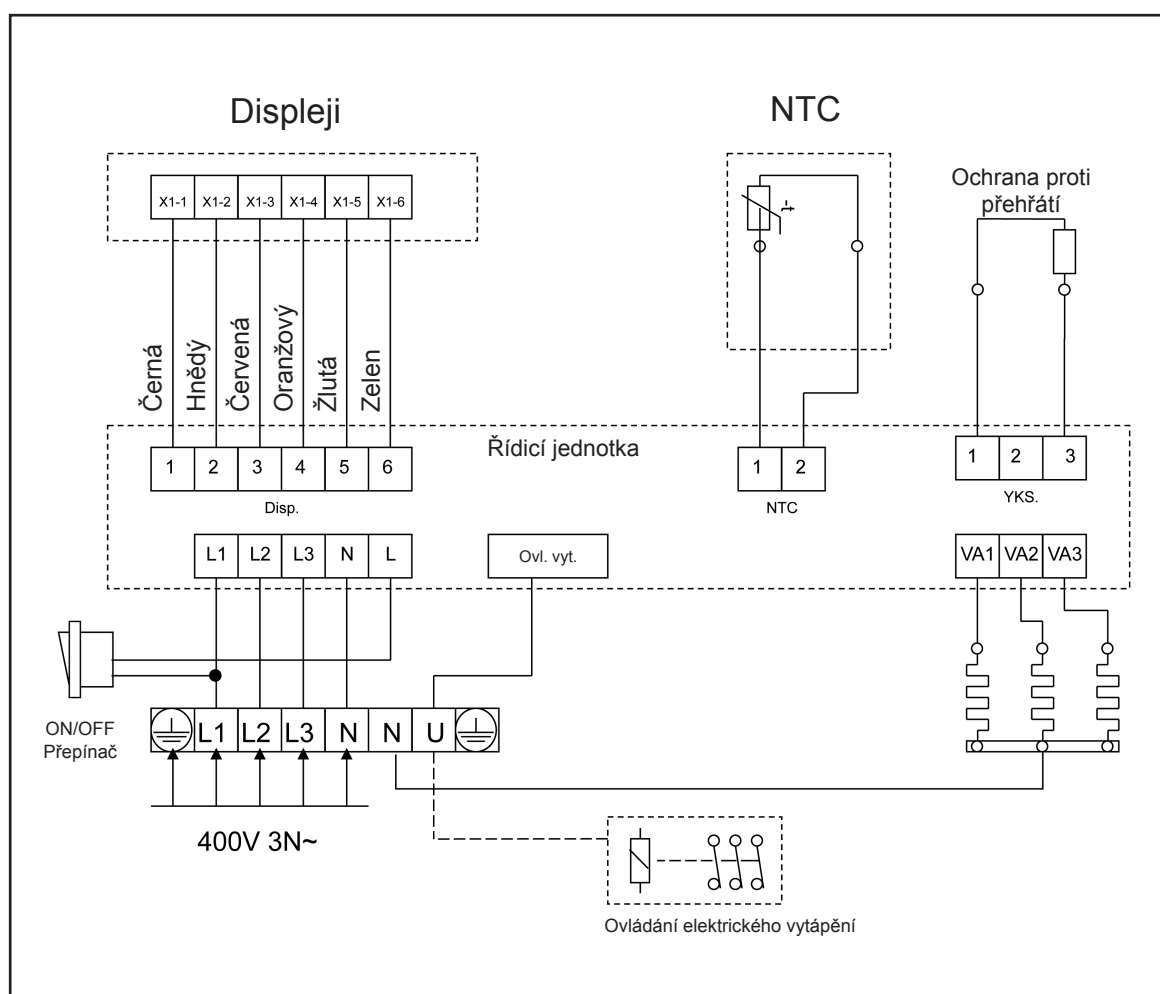 Displeji
NTC
X1-1 X1-2 X1-3 X1-4 X1-5 X1-6
-t
Ochrana proti
přehřátí
Černá
Hnědý
Červená
Oranžový
Žlutá
Zelen
Řídicí jednotka
1 2 3 4 5 6
Disp.
1 2
NTC
1 2 3
YKS.
L1 L2 L3 N L
Ovl. vyt.
VA1 VA2 VA3
ON/OFF
Přepínač
L1 L2 L3 N N U
400V 3N~
Ovládání elektrického vytápění